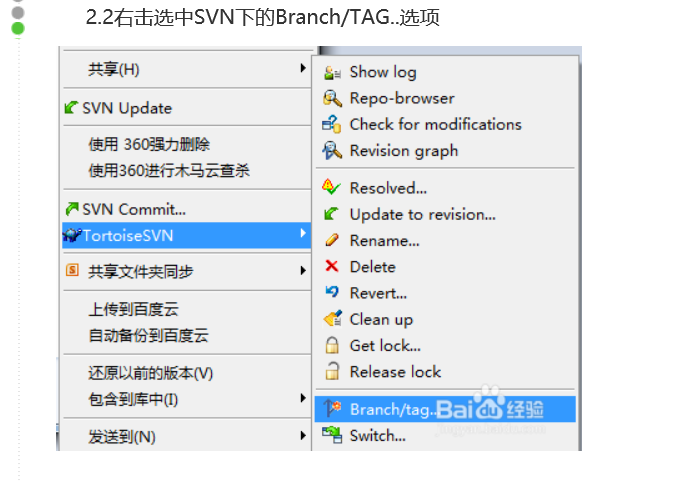 2.2右击选中SVN下的Branch/TAG..选项
共享(H)
SVN Update
使用 360强力删除
使用360进行木马云查杀
SVN Commit...
TortoiseSVN
共享文件夹同步
上传到百度云
自动备份到百度云
还原以前的版本(V)
包含到库中(I)
发送到(N)
Show log
Repo-browser
Check for modifications
Revision graph
Resolved...
Update to revision...
Rename...
Delete
Revert...
Clean up
Get lock...
Release lock
Branch/tag..
Baidu 经验
jingyan.baidu.com
Switch...